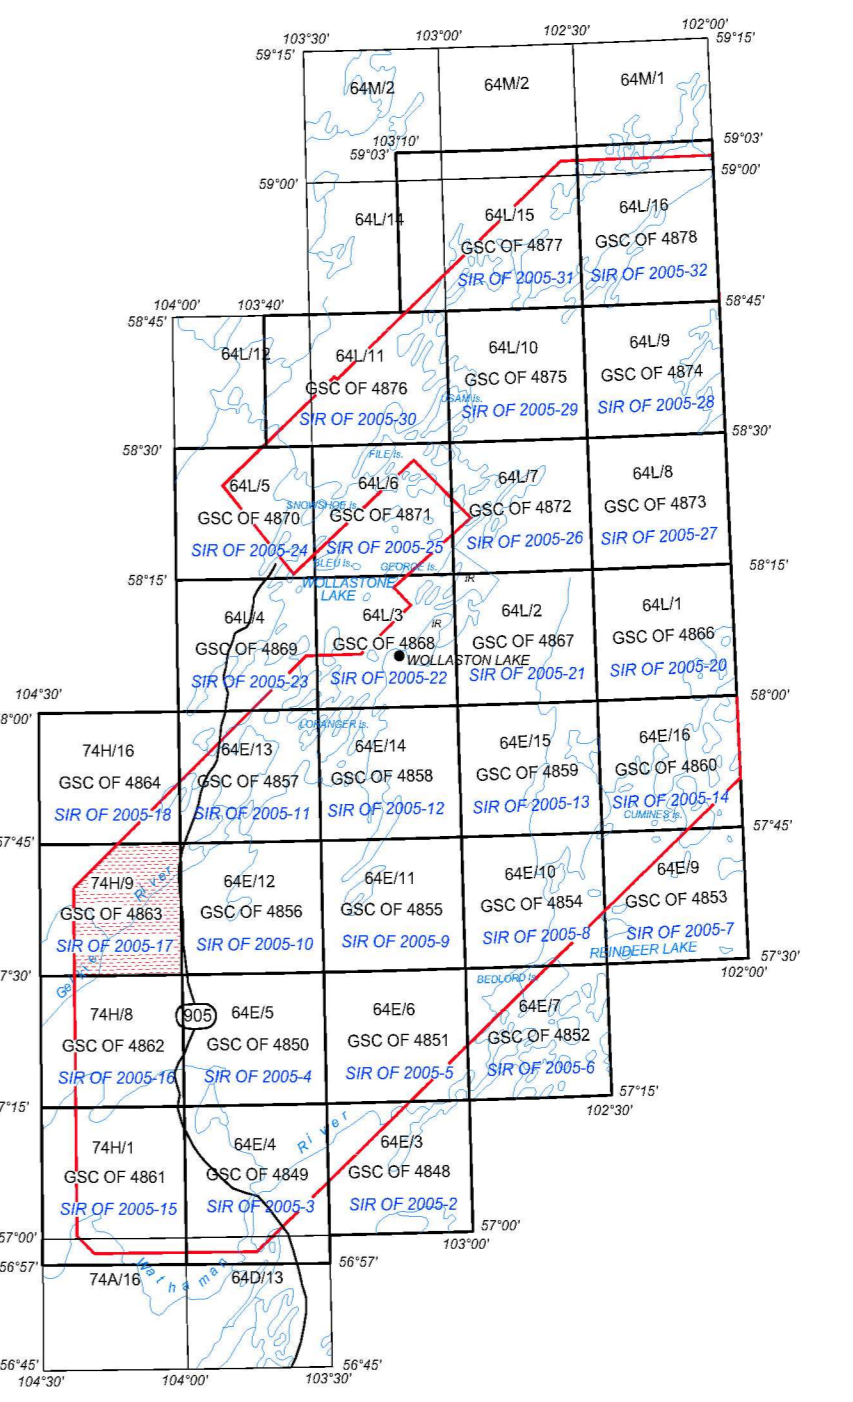 103°30'
103°00'
102°30'
102°00'
59°15'
59°15'
64M/2
64M/2
64M/1
103°10'
59°03'
59°03'
59°00'
59°00'
64L/14
64L/15
GSC OF 4877
SIR OF 2005-31
64L/16
GSC OF 4878
SIR OF 2005-32
104°00'
103°40'
58°45'
58°45'
64L/12
64L/11
GSC OF 4876
SIR OF 2005-30
64L/10
GSC OF 4875
USAM Is.
SIR OF 2005-29
64L/9
GSC OF 4874
SIR OF 2005-28
58°30'
58°30'
FILE Is.
64L/5
SNOWSHOE Is.
GSC OF 4870
SIR OF 2005-24
64L/6
GSC OF 4871
SIR OF 2005-25
64L/7
GSC OF 4872
SIR OF 2005-26
64L/8
GSC OF 4873
SIR OF 2005-27
BLEU Is.
GEORGE Is.
58°15'
58°15'
WOLLASTONE
LAKE
IR
64L/4
GSC OF 4869
SIR OF 2005-23
64L/3
IR
GSC OF 4868
WOLLASTON LAKE
SIR OF 2005-22
64L/2
GSC OF 4867
SIR OF 2005-21
64L/1
GSC OF 4866
SIR OF 2005-20
104°30'
8°00'
58°00'
LORANGER Is.
74H/16
GSC OF 4864
SIR OF 2005-18
64E/13
GSC OF 4857
SIR OF 2005-11
64E/14
GSC OF 4858
SIR OF 2005-12
64E/15
GSC OF 4859
SIR OF 2005-13
64E/16
GSC OF 4860
SIR OF 2005-14
CUMINES Is.
57°45'
57°45'
74H/9
River
GSC OF 4863
SIR OF 2005-17
64E/12
GSC OF 4856
SIR OF 2005-10
64E/11
GSC OF 4855
SIR OF 2005-9
64E/10
GSC OF 4854
SIR OF 2005-8
64E/9
GSC OF 4853
SIR OF 2005-7
REINDEER LAKE
7°30'
57°30'
102°00'
BEDLORD Is.
74H/8
GSC OF 4862
SIR OF 2005-16
905
64E/5
GSC OF 4850
SIR OF 2005-4
64E/6
GSC OF 4851
SIR OF 2005-5
64E/7
GSC OF 4852
SIR OF 2005-6
7°15'
57°15'
102°30'
River
74H/1
GSC OF 4861
SIR OF 2005-15
64E/4
GSC OF 4849
SIR OF 2005-3
64E/3
GSC OF 4848
SIR OF 2005-2
57°00'
57°00'
103°00'
56°57'
56°57'
Wathaman
74A/16
64D/13
56°45'
56°45'
104°30'
104°00'
103°30'